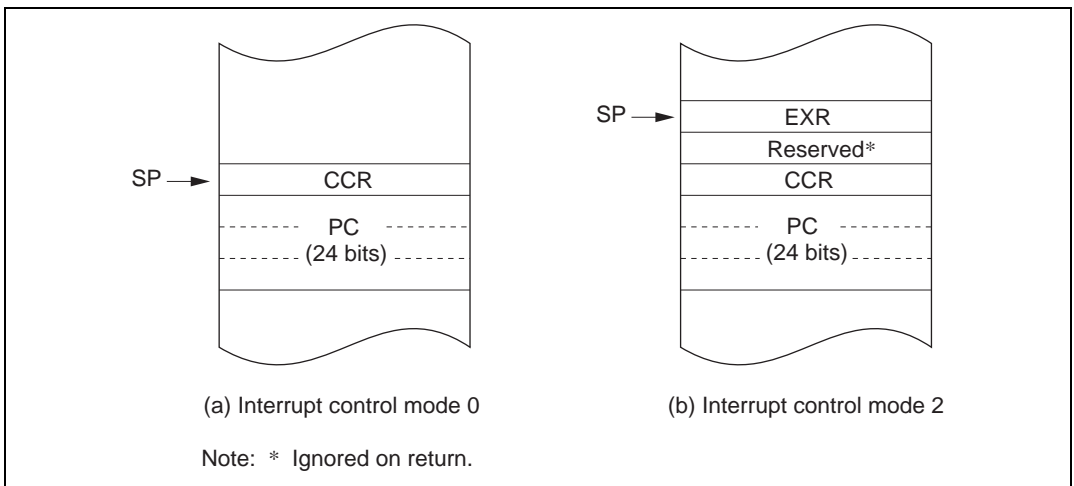 SP
CCR
PC
(24 bits)
(a) Interrupt control mode 0
SP
EXR
Reserved*
CCR
PC
(24 bits)
(b) Interrupt control mode 2
Note: * Ignored on return.